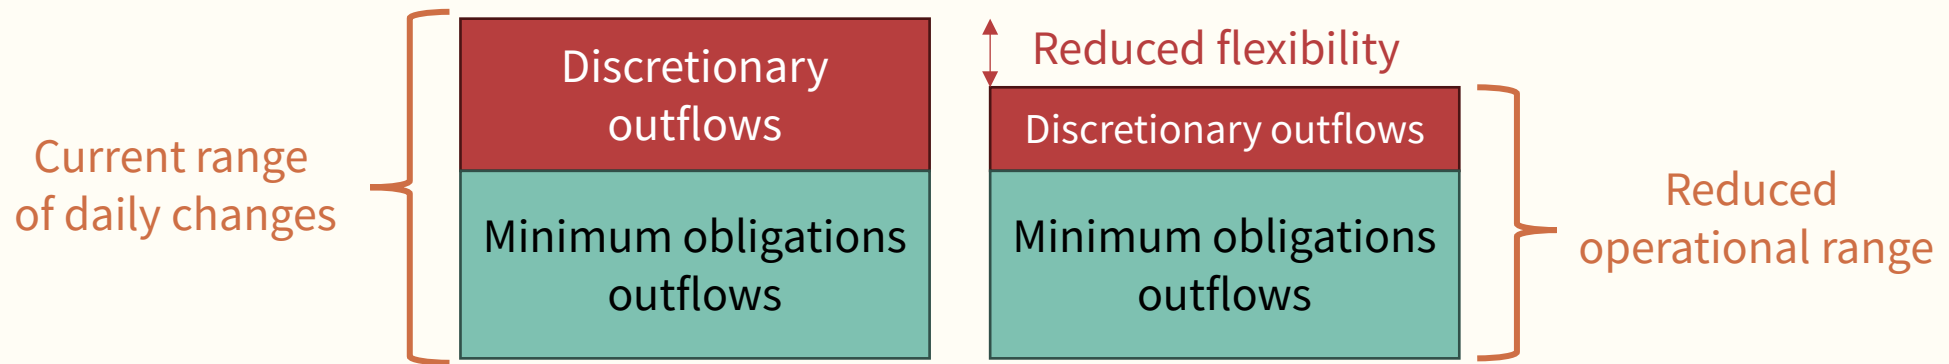 Current range
of daily changes
Discretionary
outflows
Minimum obligations
outflows
Reduced flexibility
Discretionary outflows
Minimum obligations
outflows
Reduced
operational range